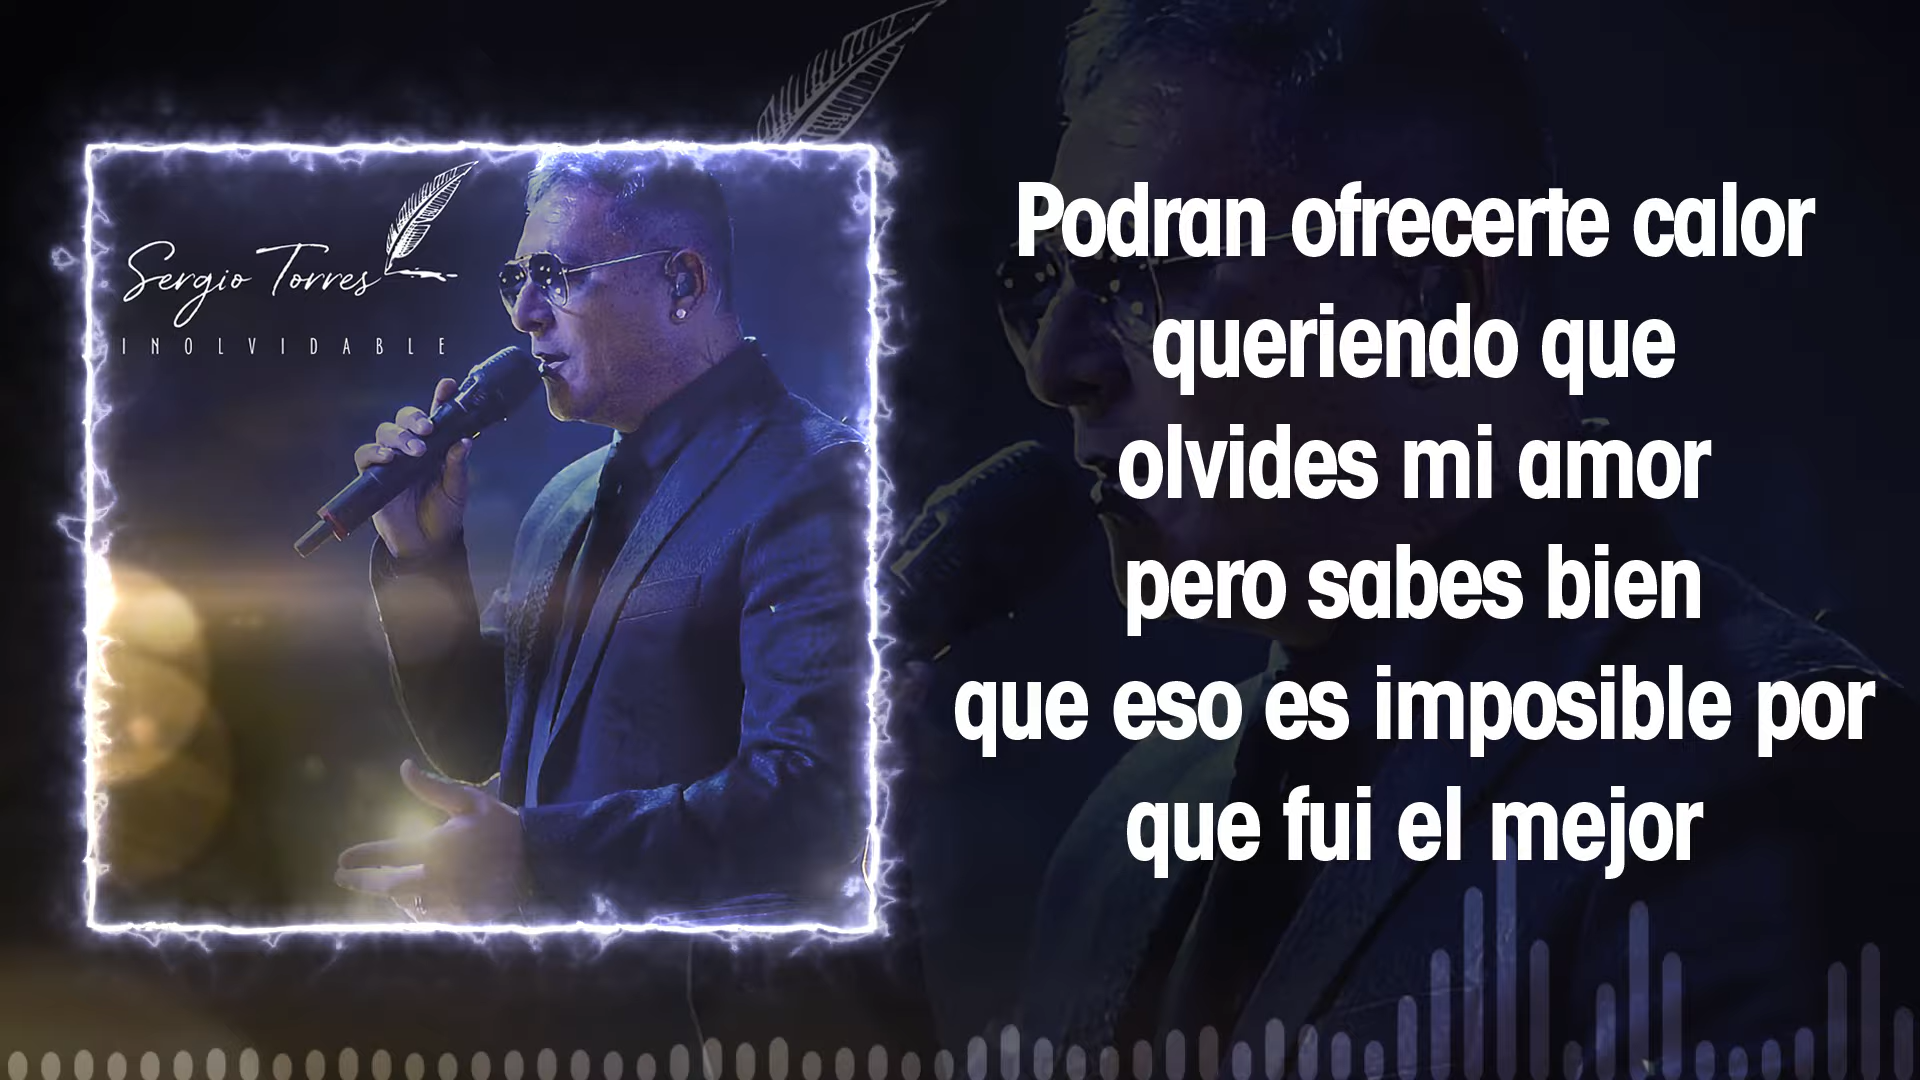 Sergio Torres
INOLVIDABLE
Podran ofrecerte calor
queriendo que
olvides mi amor
pero sabes bien
que eso es imposible por
que fui el mejor